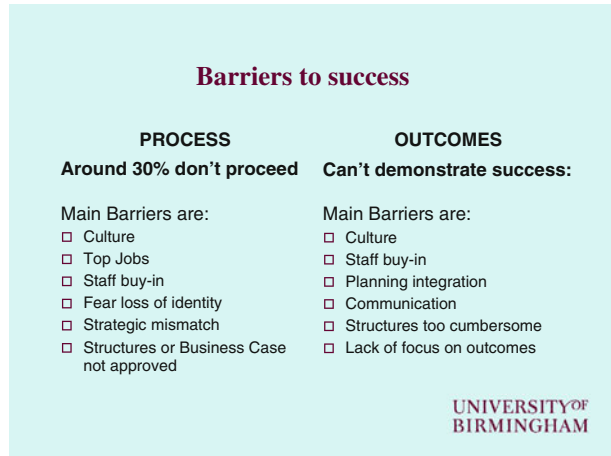 Barriers to success
PROCESS
Around 30% don't proceed
Main Barriers are:
Culture
Top Jobs
Staff buy-in
Fear loss of identity
Strategic mismatch
Structures or Business Case
not approved
OUTCOMES
Can't demonstrate success:
Main Barriers are:
Culture
Staff buy-in
Planning integration
Communication
Structures too cumbersome
Lack of focus on outcomes
UNIVERSITY OF
BIRMINGHAM